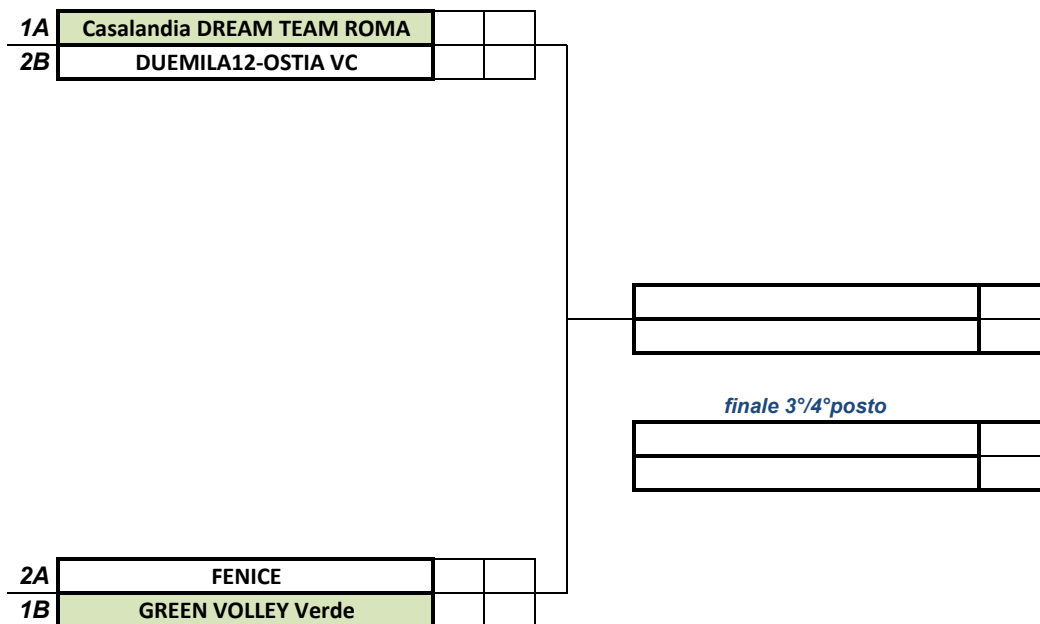 1A Casalandia DREAM TEAM ROMA
2B DUEMILA12-OSTIA VC
finale 3°/4°posto
2A FENICE
1B GREEN VOLLEY Verde